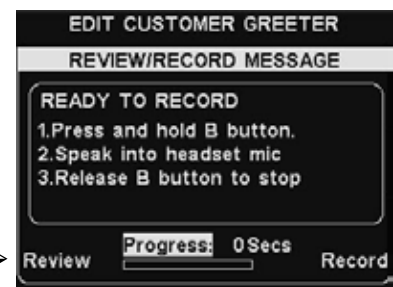 EDIT CUSTOMER GREETER
REVIEW/RECORD MESSAGE
READY TO RECORD
1.Press and hold B button.
2.Speak into headset mic
3.Release B button to stop
Progress: 0Secs
Review Record